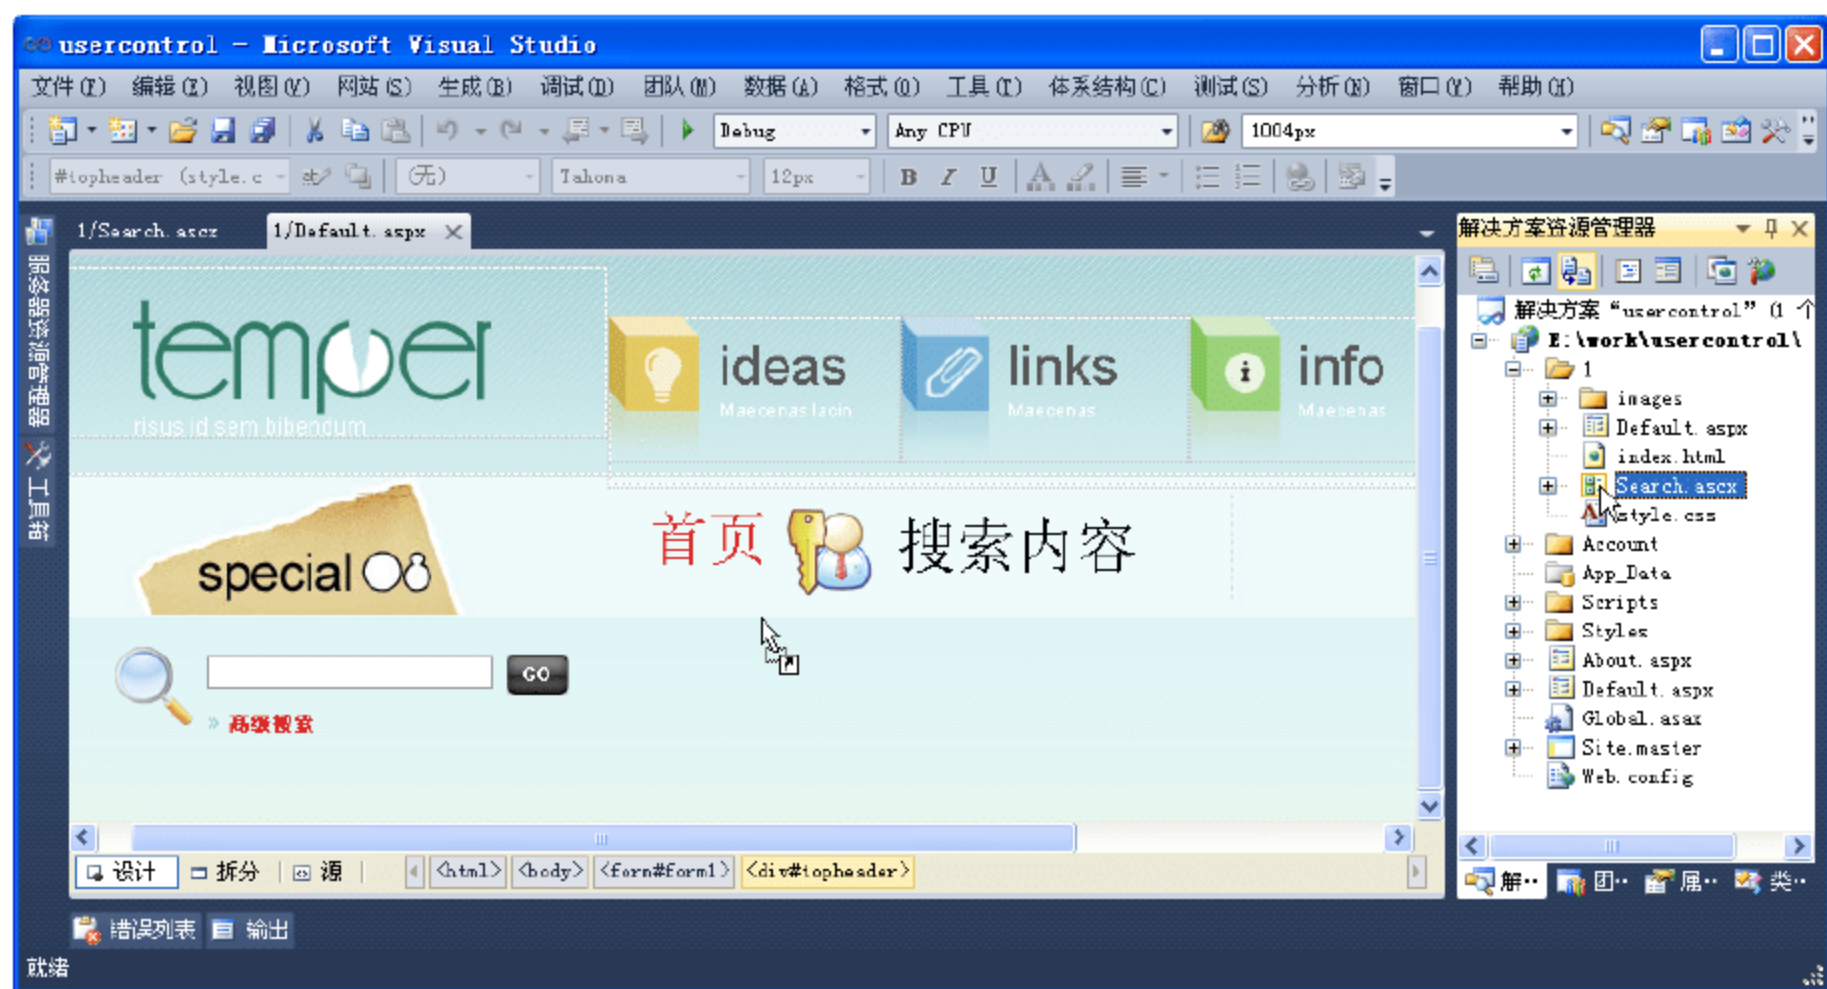 usercontrol - Microsoft Visual Studio
文件(F) 编辑(E) 视图(V) 网站(S) 生成(B) 调试(D) 团队(M) 数据(A) 格式(O) 工具(T) 体系结构(C) 测试(S) 分析(N) 窗口(W) 帮助(H)
Debug Any CPU 1004px
#topheader (style.c (无) Tahoma 12px B I U A
1/Search.ascx 1/Default.aspx
服务器资源管理器
工具箱
temper
risus id sem bibendum
ideas
Maecenas lacin
links
Maecenas
info
Maecenas
special 08
首页 搜索内容
GO
» 高级搜索
设计 拆分 源 <html> <body> <form#form1> <div#topheader>
解决方案资源管理器
解决方案 “usercontrol” (1 个
E:\work\usercontrol\
1
images
Default.aspx
index.html
Search.ascx
style.css
Account
App_Data
Scripts
Styles
About.aspx
Default.aspx
Global.asax
Site.master
Web.config
解·· 团·· 属·· 类··
错误列表 输出
就绪